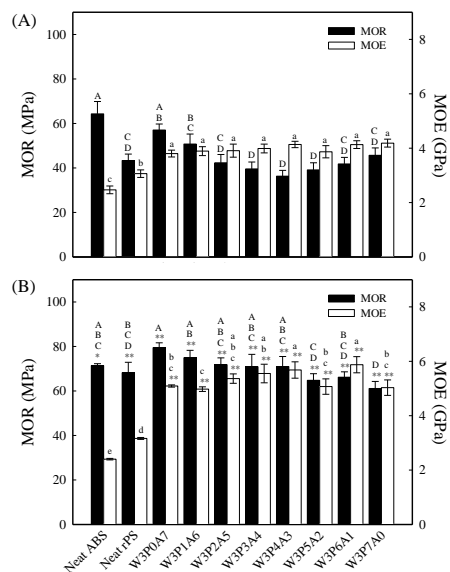 (A)
MOR
MOE
100
80
60
40
20
0
MOR (MPa)
8
6
4
2
0
MOE (GPa)
A
c
C
D
b
A
B
a
B
C
a
C
D
a
D
a
D
a
D
a
C
D
a
C
D
a
(B)
MOR
MOE
100
80
60
40
20
0
MOR (MPa)
8
6
4
2
0
MOE (GPa)
A
B
C
*
e
B
C
D
**
d
A
**
b
c
**
A
B
**
c
**
A
B
C
**
a
b
c
**
A
B
C
**
a
b
**
A
B
C
**
a
**
C
D
**
b
c
**
B
C
D
**
a
**
D
**
b
c
**
Neat ABS
Neat rPS
W3P0A7
W3P1A6
W3P2A5
W3P3A4
W3P4A3
W3P5A2
W3P6A1
W3P7A0